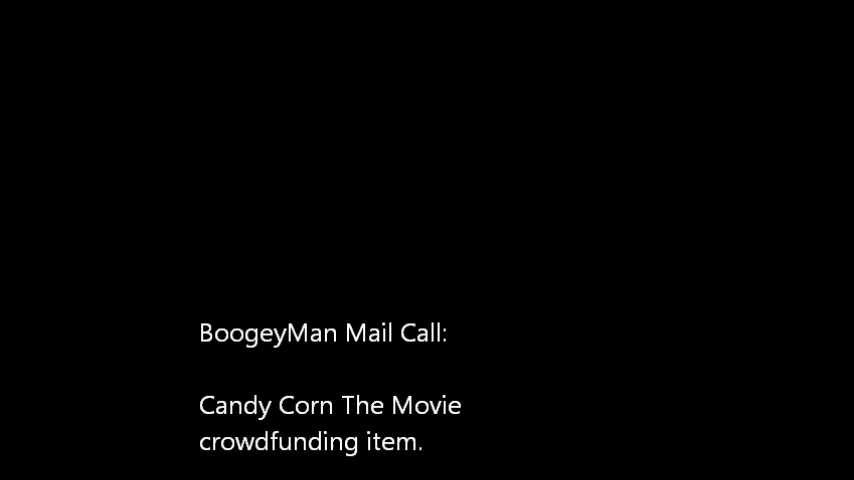 BoogeyMan Mail Call:
Candy Corn The Movie
crowdfunding item.